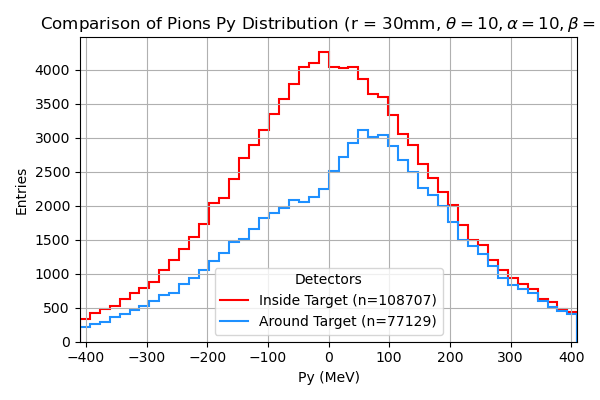 Comparison of Pions Py Distribution (r = 30mm, θ = 10, α = 10, β =
Entries
4000
3500
3000
2500
2000
1500
1000
500
0
Detectors
Inside Target (n=108707)
Around Target (n=77129)
−400 −300 −200 −100 0 100 200 300 400
Py (MeV)